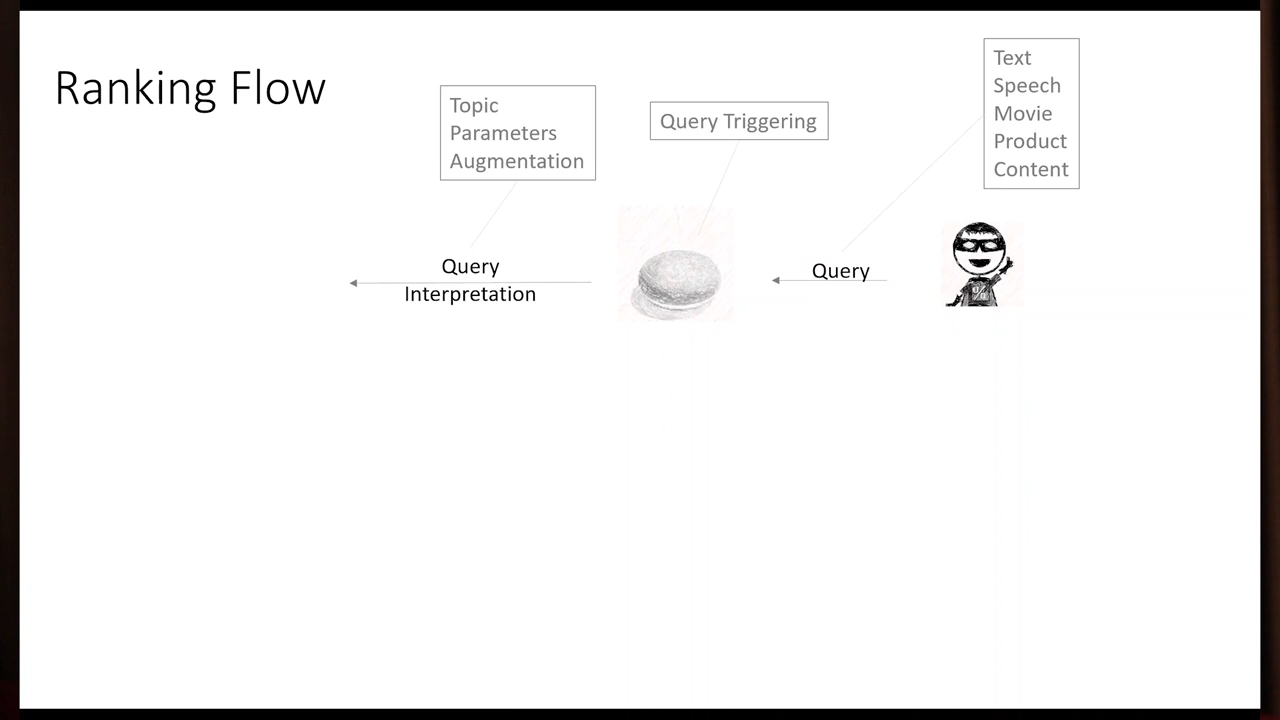 Ranking Flow
Topic
Parameters
Augmentation
Query Triggering
Text
Speech
Movie
Product
Content
Query
Interpretation
Query